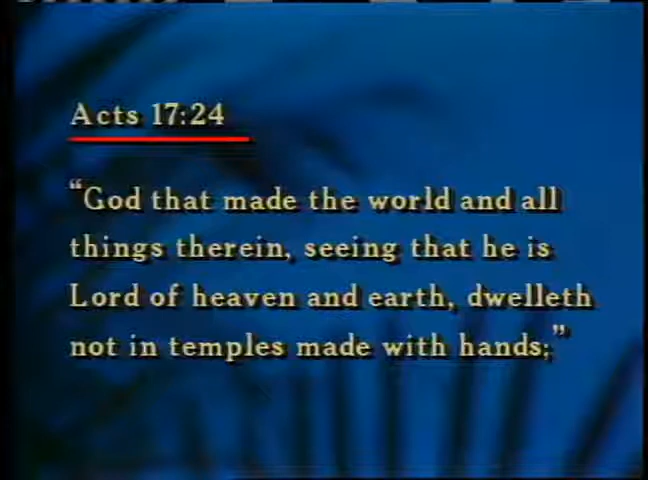 Acts 17:24
“God that made the world and all
things therein, seeing that he is
Lord of heaven and earth, dwelleth
not in temples made with hands;”